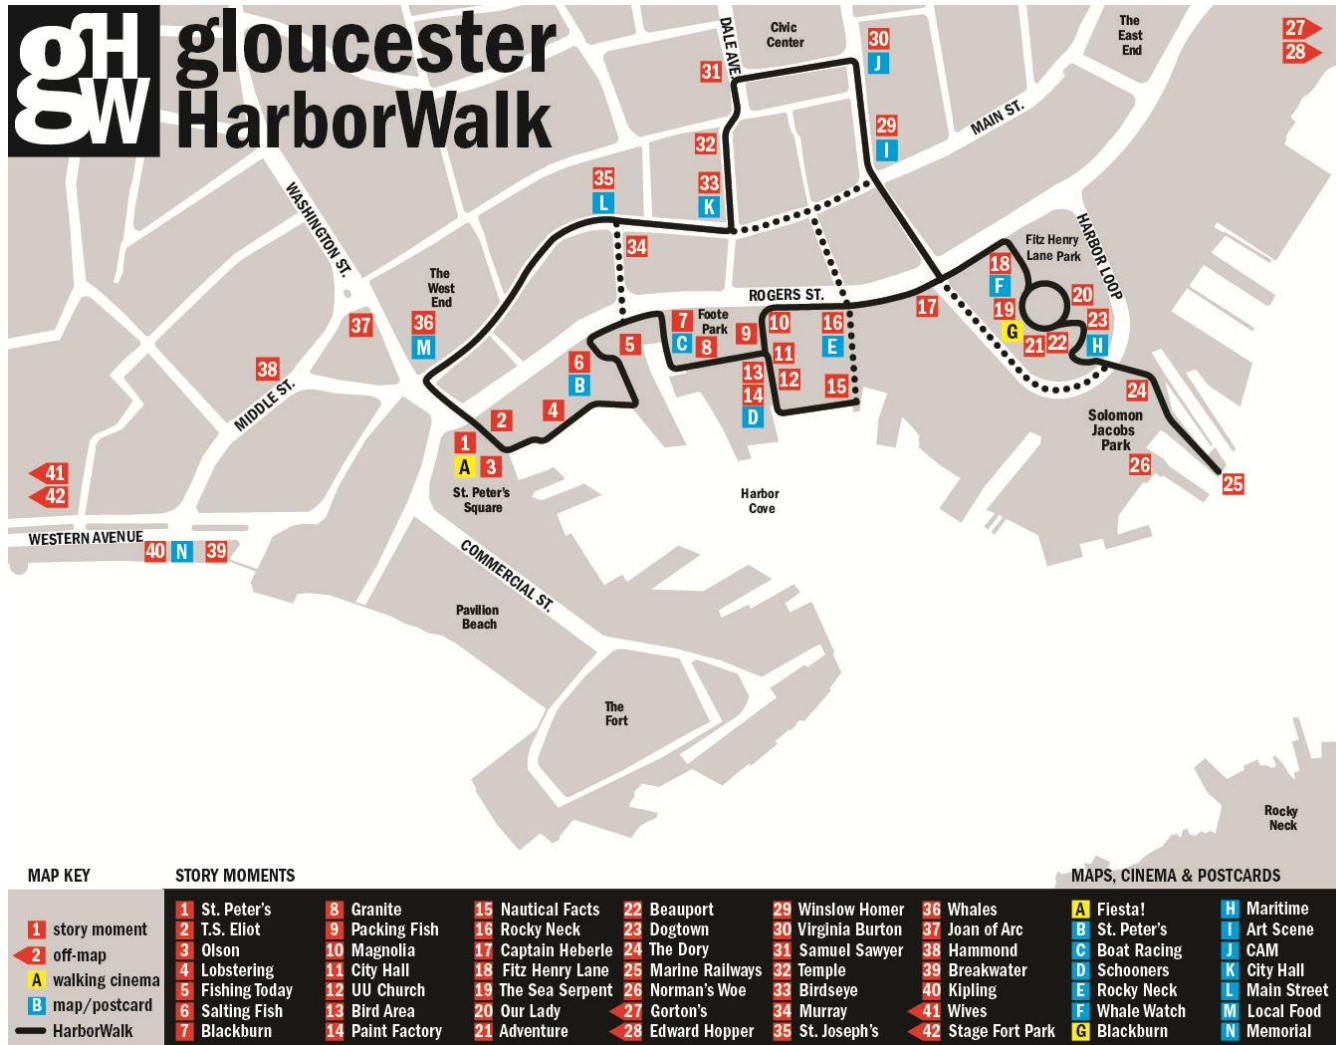 gHgW
gloucester
HarborWalk
DALE AVE.
Civic
Center
30
J
The
East
End
27
28
31
29
I
MAIN ST.
32
35
L
33
K
WASHINGTON ST.
34
HARBOR LOOP
Fitz Henry
Lane Park
The
West
End
18
F
ROGERS ST.
20
19
G
17
23
37
36
M
7
C
Foote
Park
8
9
10
16
E
21
22
H
5
6
B
11
38
13
12
15
24
MIDDLE ST.
14
D
4
2
Solomon
Jacobs
Park
1
A
3
26
25
41
42
St. Peter's
Square
Harbor
Cove
WESTERN AVENUE
40
N
39
COMMERCIAL ST.
Pavilion
Beach
The
Fort
Rocky
Neck
MAP KEY
1 story moment
2 off-map
A walking cinema
B map/postcard
HarborWalk
STORY MOMENTS
1 St. Peter's
2 T.S. Eliot
3 Olson
4 Lobstering
5 Fishing Today
6 Salting Fish
7 Blackburn
8 Granite
9 Packing Fish
10 Magnolia
11 City Hall
12 UU Church
13 Bird Area
14 Paint Factory
15 Nautical Facts
16 Rocky Neck
17 Captain Heberle
18 Fitz Henry Lane
19 The Sea Serpent
20 Our Lady
21 Adventure
22 Beauport
23 Dogtown
24 The Dory
25 Marine Railways
26 Norman's Woe
27 Gorton's
28 Edward Hopper
29 Winslow Homer
30 Virginia Burton
31 Samuel Sawyer
32 Temple
33 Birdseye
34 Murray
35 St. Joseph's
36 Whales
37 Joan of Arc
38 Hammond
39 Breakwater
40 Kipling
41 Wives
42 Stage Fort Park
MAPS, CINEMA & POSTCARDS
A Fiesta!
B St. Peter's
C Boat Racing
D Schooners
E Rocky Neck
F Whale Watch
G Blackburn
H Maritime
I Art Scene
J CAM
K City Hall
L Main Street
M Local Food
N Memorial